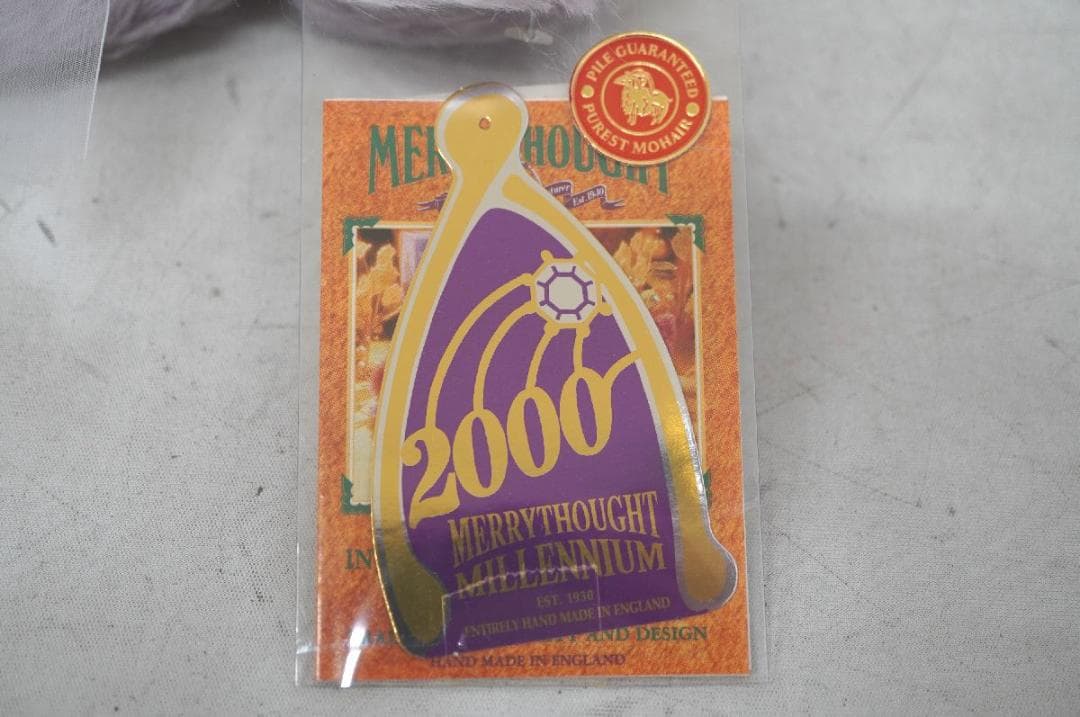 PILE GUARANTEED
PUREST MOHAIR
Est. 1930
2000
MERRYTHOUGHT
MILLENNIUM
EST. 1930
ENTIRELY HAND MADE IN ENGLAND
IN
AND DESIGN
HAND MADE IN ENGLAND